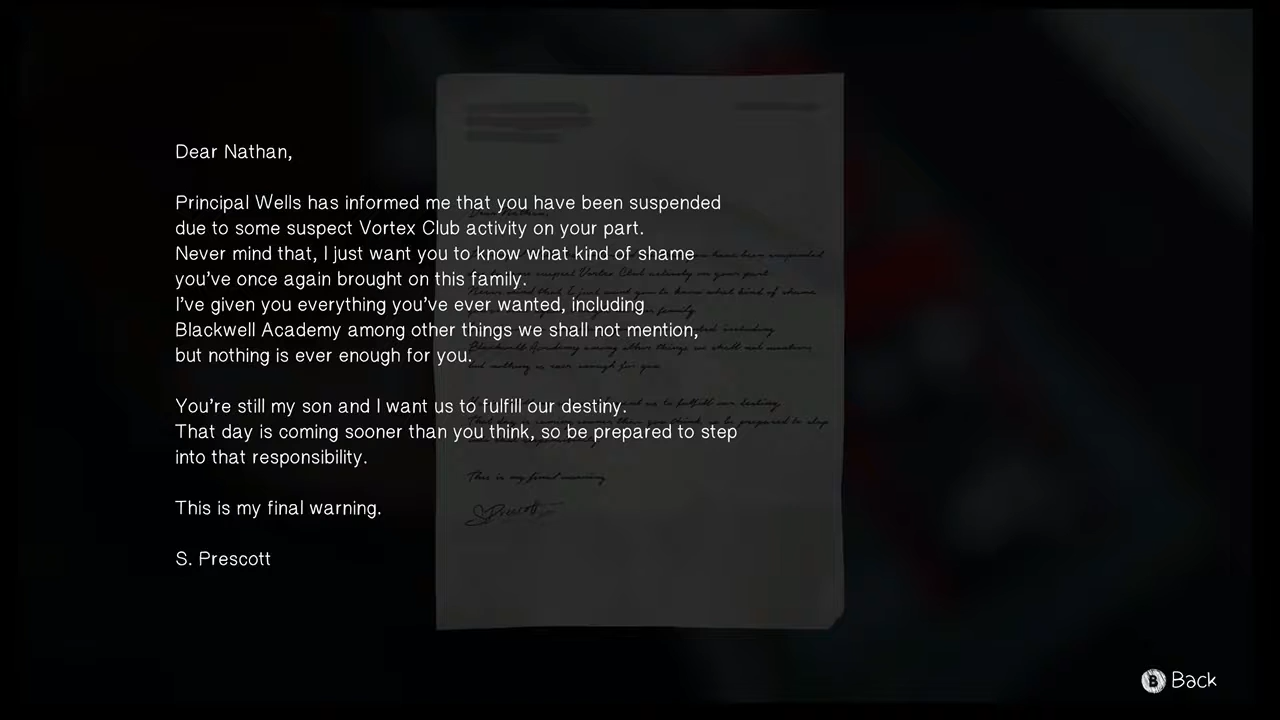 Dear Nathan,
Principal Wells has informed me that you have been suspended
due to some suspect Vortex Club activity on your part.
Never mind that, I just want you to know what kind of shame
you've once again brought on this family.
I've given you everything you've ever wanted, including
Blackwell Academy among other things we shall not mention,
but nothing is ever enough for you.
You're still my son and I want us to fulfill our destiny.
That day is coming sooner than you think, so be prepared to step
into that responsibility.
This is my final warning.
S. Prescott
B Back